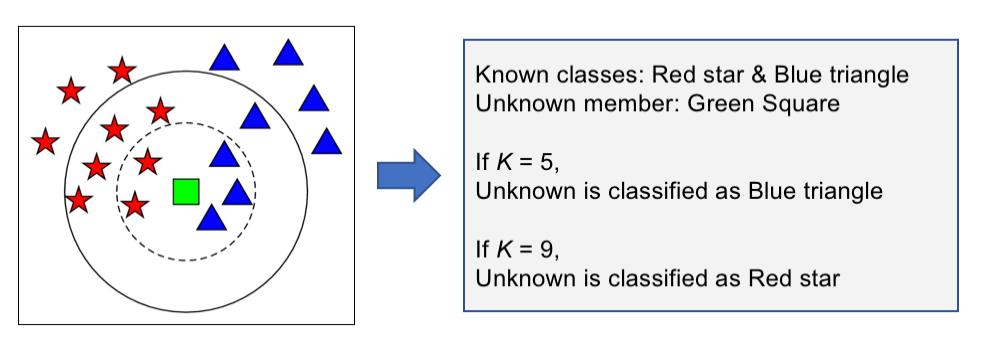 Known classes: Red star & Blue triangle
Unknown member: Green Square
If K = 5,
Unknown is classified as Blue triangle
If K = 9,
Unknown is classified as Red star